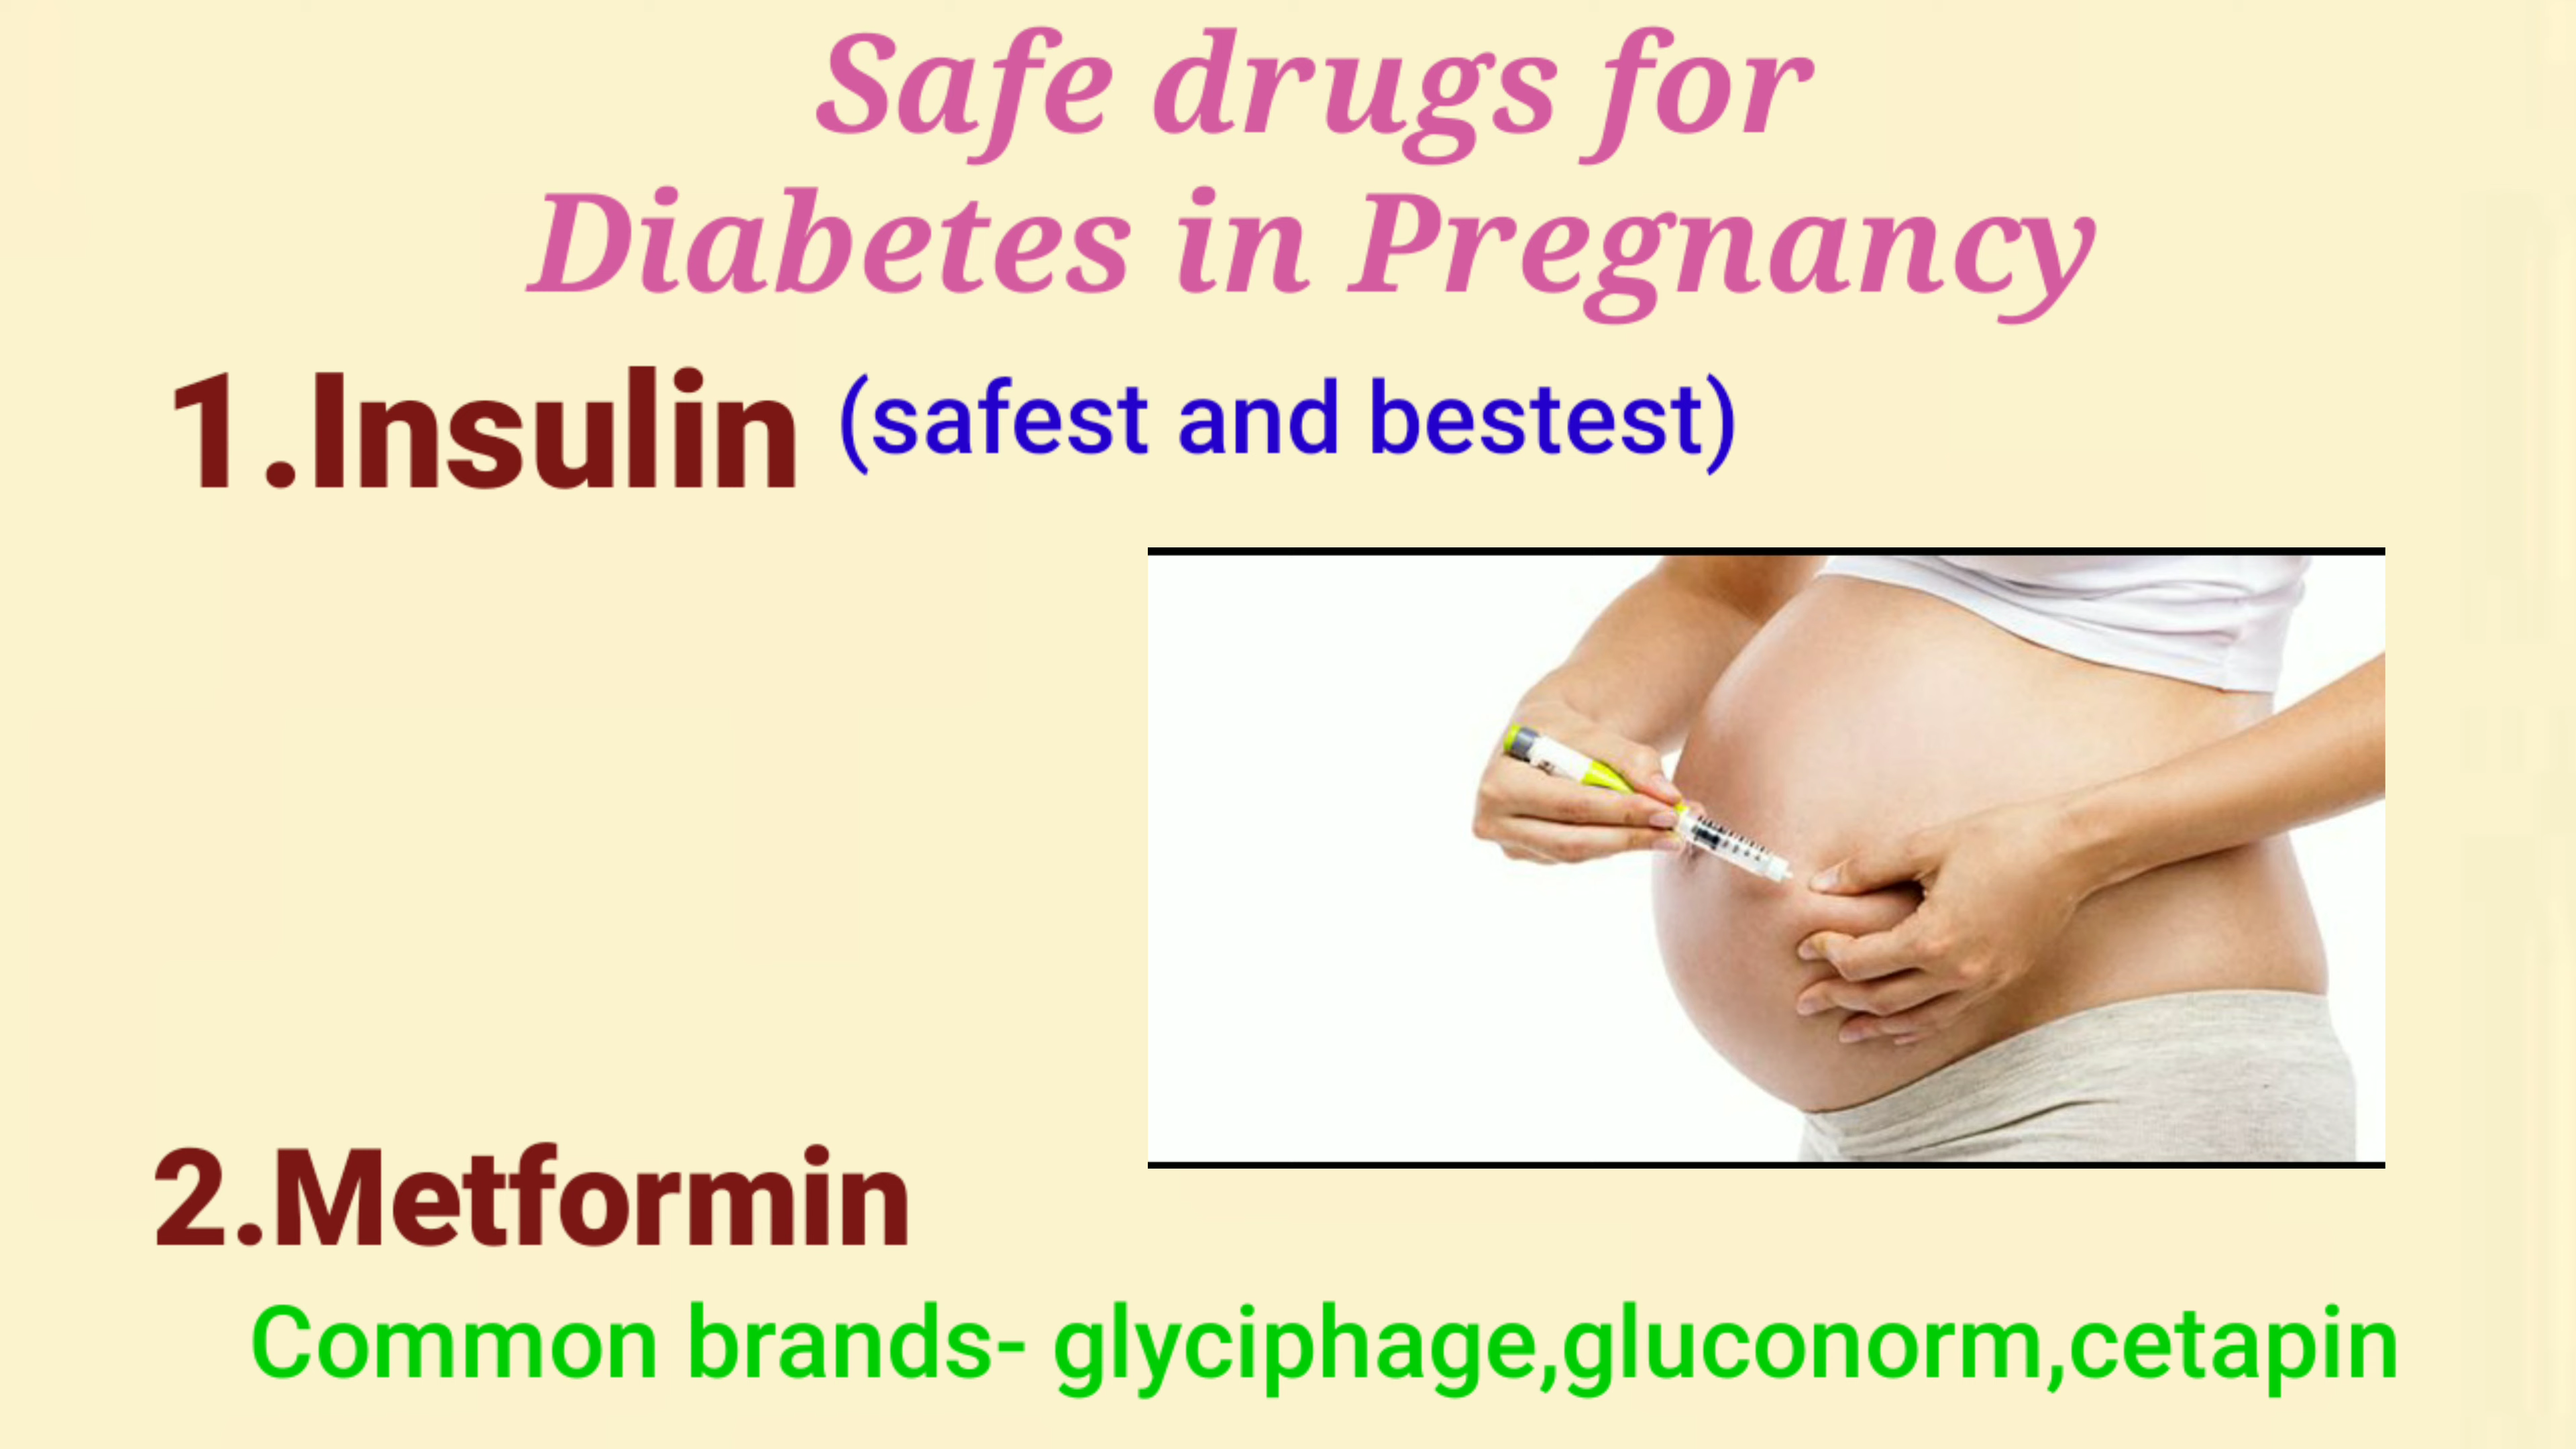 Safe drugs for
Diabetes in Pregnancy
1.Insulin (safest and bestest)
2.Metformin
Common brands- glyciphage,gluconorm,cetapin